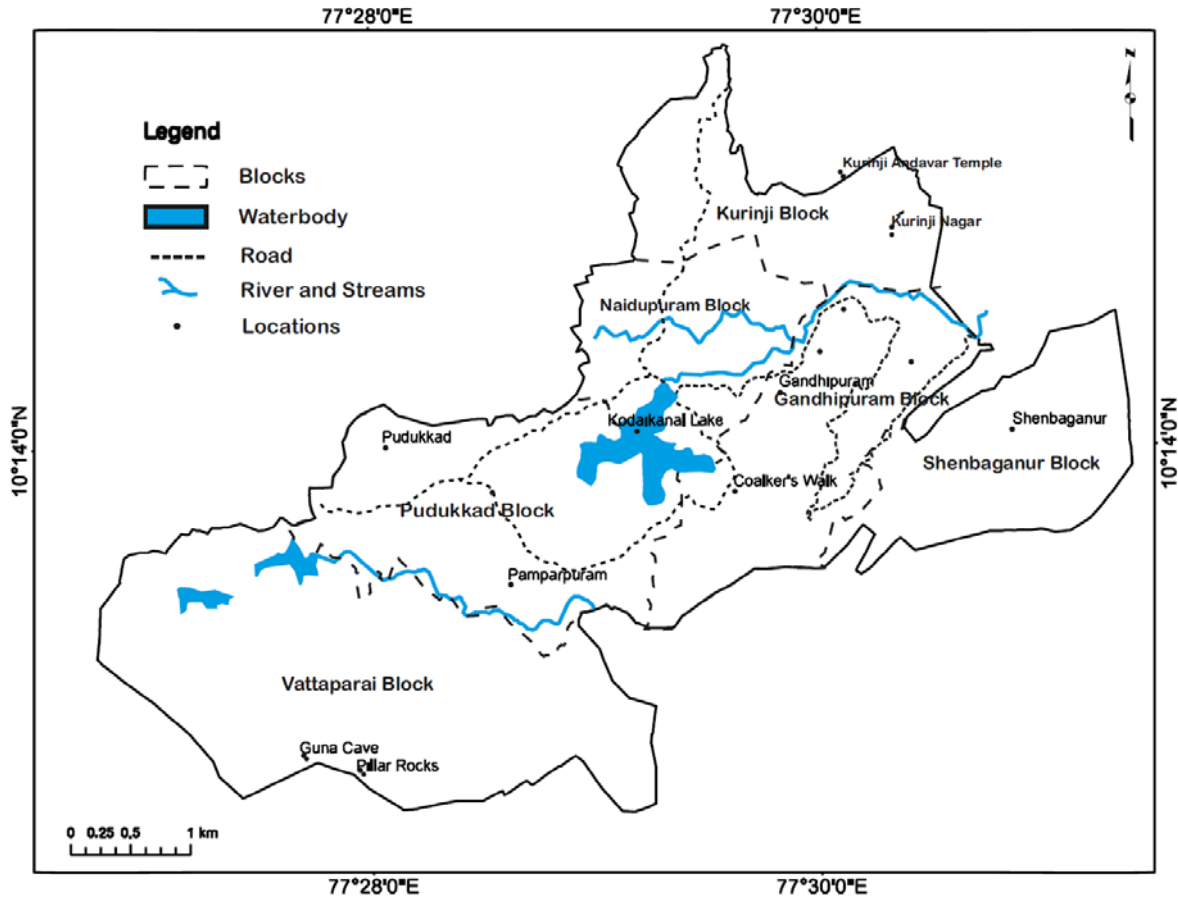 77°28'0"E
77°30'0"E
N
Legend
Blocks
Waterbody
Road
River and Streams
Locations
Kurinji Andavar Temple
Kurinji Block
Kurinji Nagar
Naidupuram Block
Gandhipuram
Gandhipuram Block
Kodaikanal Lake
Shenbaganur
Shenbaganur Block
Pudukkad
Coalker's Walk
Pudukkad Block
Pamparpuram
Vattaparai Block
Guna Cave
Pillar Rocks
10°14'0"N
10°14'0"N
0 0.25 0.5 1 km
77°28'0"E
77°30'0"E